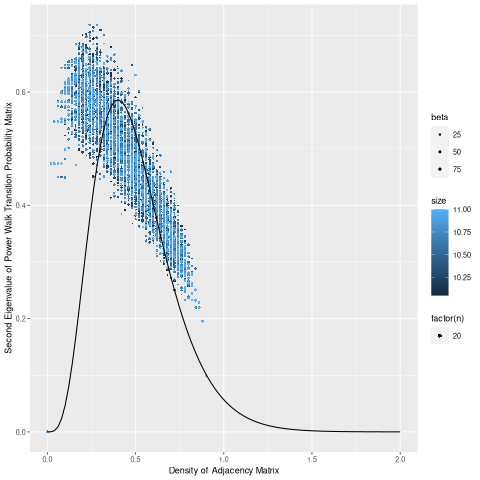 Second Eigenvalue of Power Walk Transition Probability Matrix
0.6
0.4
0.2
0.0
0.0 0.5 1.0 1.5 2.0
Density of Adjacency Matrix
beta
25
50
75
size
11.00
10.75
10.50
10.25
factor(n)
20